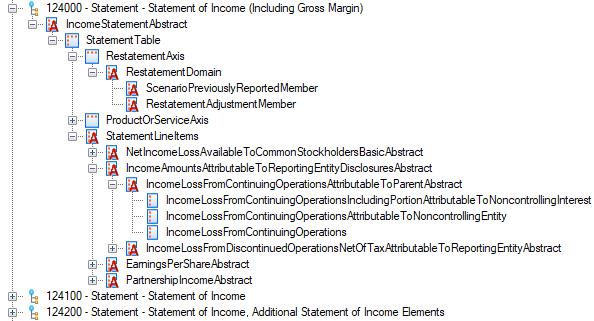 124000 - Statement - Statement of Income (Including Gross Margin)
IncomeStatementAbstract
StatementTable
RestatementAxis
RestatementDomain
ScenarioPreviouslyReportedMember
RestatementAdjustmentMember
ProductOrServiceAxis
StatementLineItems
NetIncomeLossAvailableToCommonStockholdersBasicAbstract
IncomeAmountsAttributableToReportingEntityDisclosuresAbstract
IncomeLossFromContinuingOperationsAttributableToParentAbstract
IncomeLossFromContinuingOperationsIncludingPortionAttributableToNoncontrollingInterest
IncomeLossFromContinuingOperationsAttributableToNoncontrollingEntity
IncomeLossFromContinuingOperations
IncomeLossFromDiscontinuedOperationsNetOfTaxAttributableToReportingEntityAbstract
EarningsPerShareAbstract
PartnershipIncomeAbstract
124100 - Statement - Statement of Income
124200 - Statement - Statement of Income, Additional Statement of Income Elements